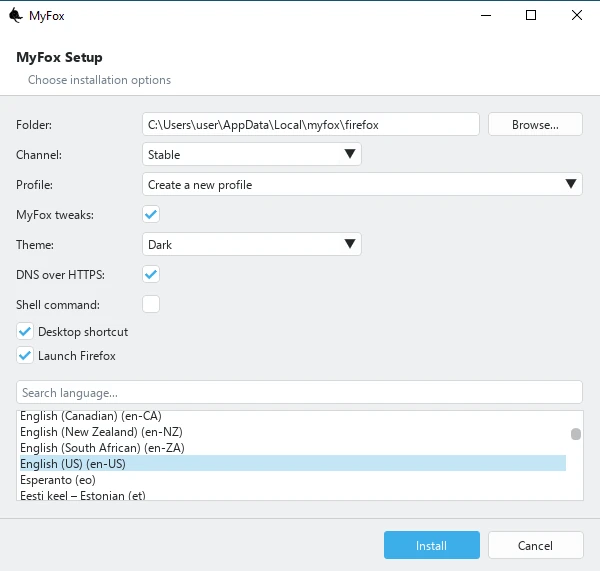 MyFox
MyFox Setup
Choose installation options
Folder: C:\Users\user\AppData\Local\myfox\firefox Browse...
Channel: Stable
Profile: Create a new profile
MyFox tweaks:
Theme: Dark
DNS over HTTPS:
Shell command:
Desktop shortcut
Launch Firefox
Search language...
English (Canadian) (en-CA)
English (New Zealand) (en-NZ)
English (South African) (en-ZA)
English (US) (en-US)
Esperanto (eo)
Eesti keel – Estonian (et)
Install Cancel